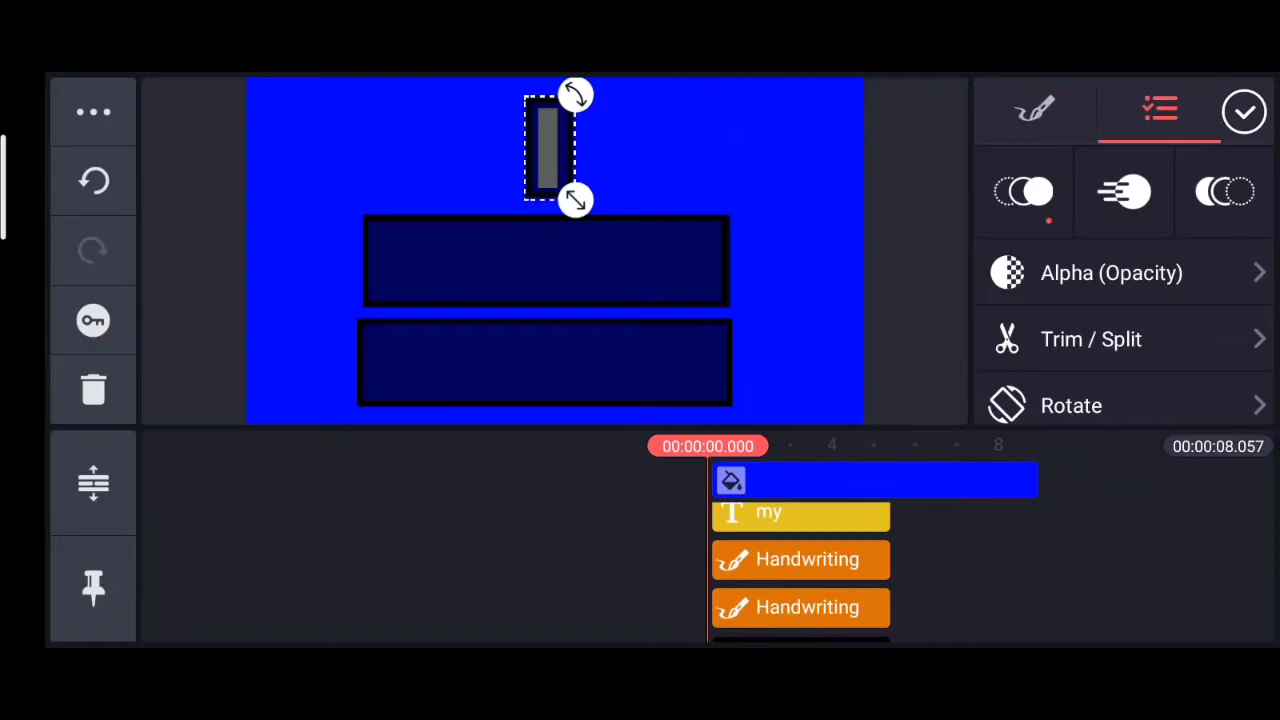 Alpha (Opacity)
Trim / Split
Rotate
00:00:00.000
4
8
00:00:08.057
T my
Handwriting
Handwriting